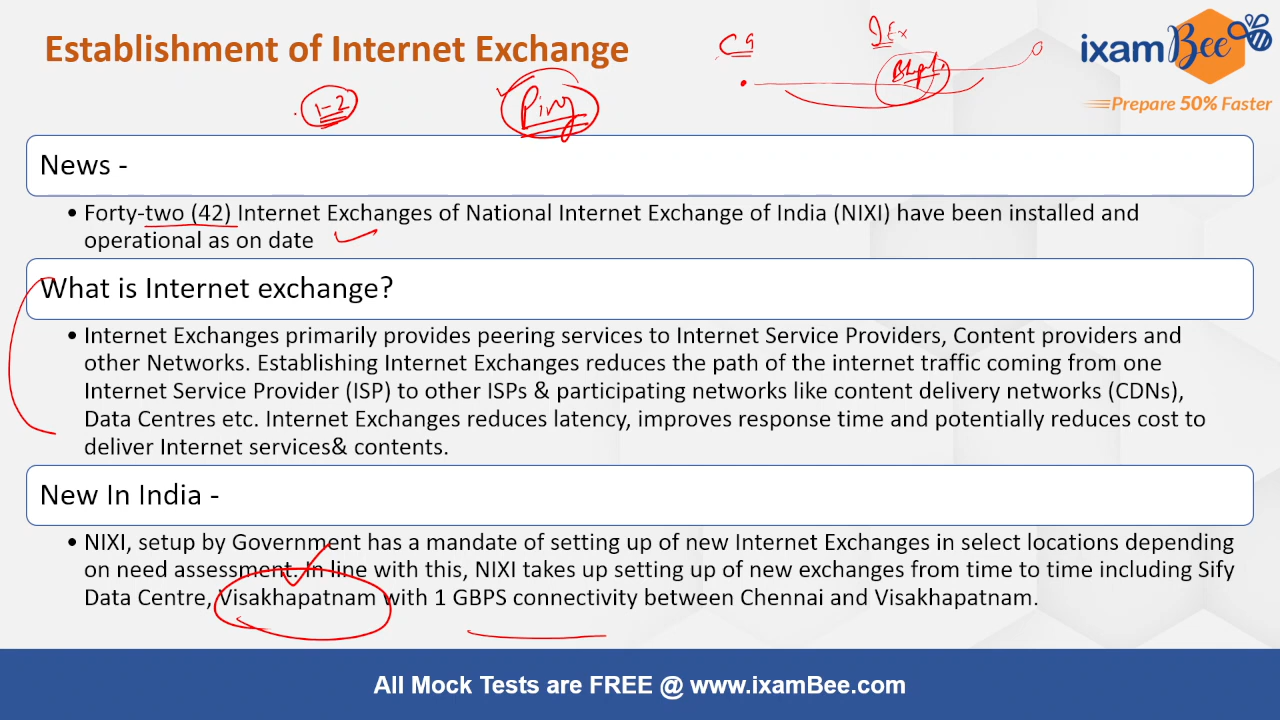 Establishment of Internet Exchange
C G
I Ex
ixamBee
Prepare 50% Faster
1-2
Ping
News -
• Forty-two (42) Internet Exchanges of National Internet Exchange of India (NIXI) have been installed and
operational as on date
What is Internet exchange?
• Internet Exchanges primarily provides peering services to Internet Service Providers, Content providers and
other Networks. Establishing Internet Exchanges reduces the path of the internet traffic coming from one
Internet Service Provider (ISP) to other ISPs & participating networks like content delivery networks (CDNs),
Data Centres etc. Internet Exchanges reduces latency, improves response time and potentially reduces cost to
deliver Internet services& contents.
New In India -
• NIXI, setup by Government has a mandate of setting up of new Internet Exchanges in select locations depending
on need assessment. In line with this, NIXI takes up setting up of new exchanges from time to time including Sify
Data Centre, Visakhapatnam with 1 GBPS connectivity between Chennai and Visakhapatnam.
All Mock Tests are FREE @ www.ixamBee.com